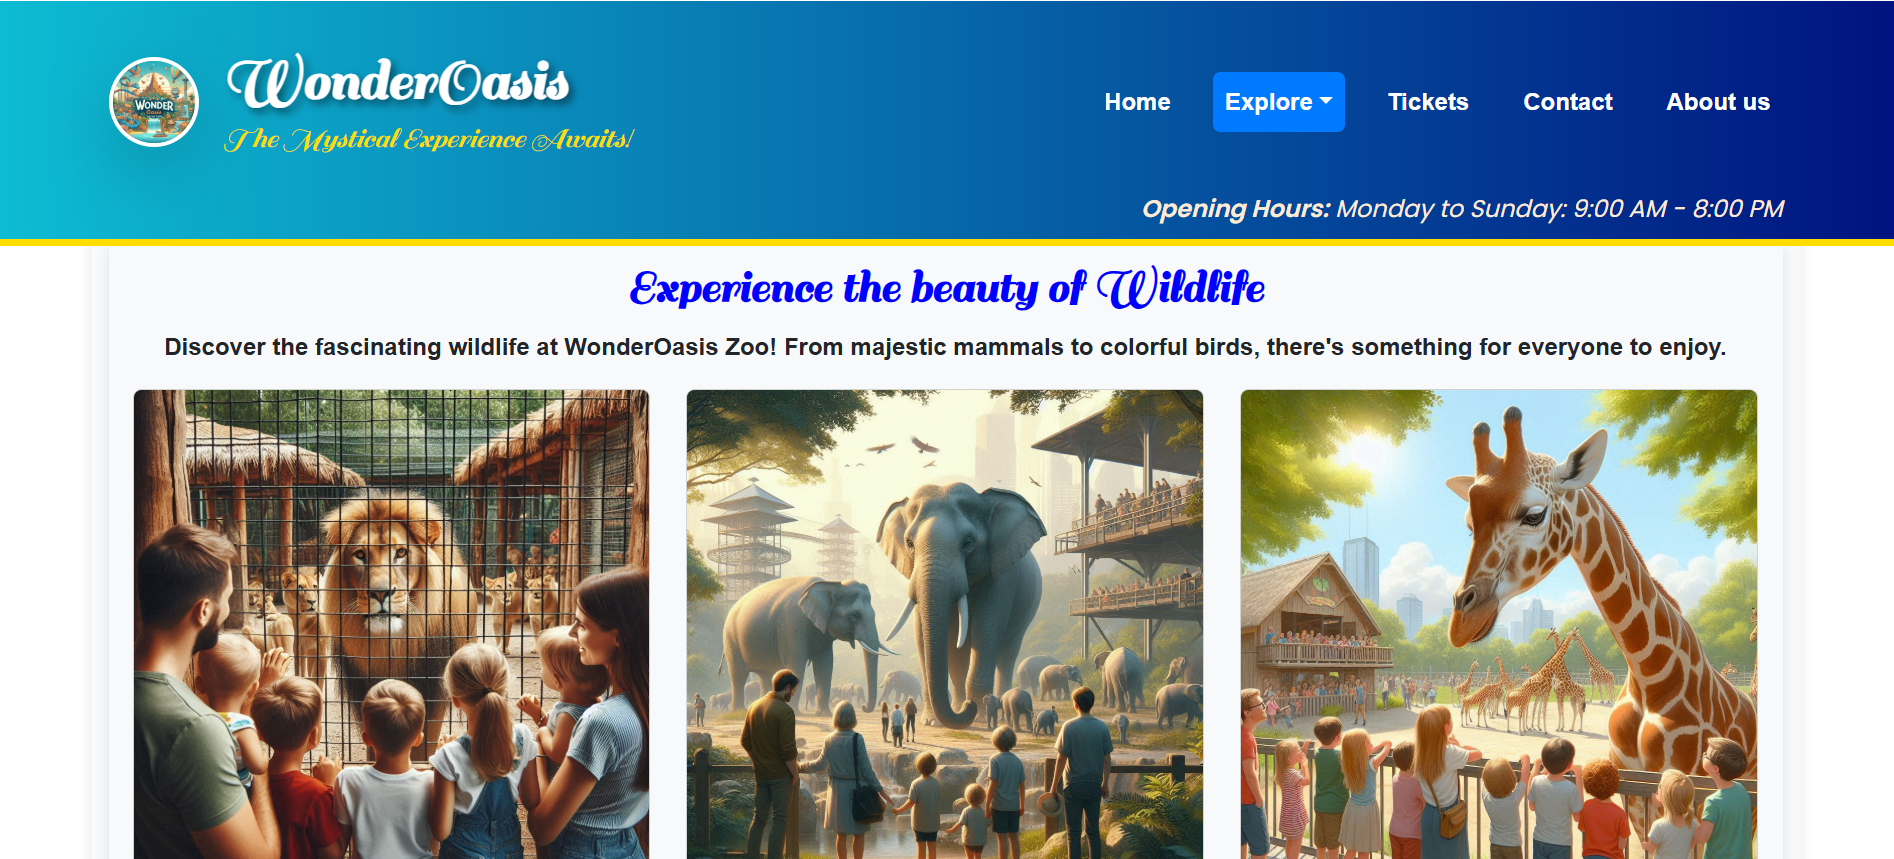 WONDER
WonderOasis
The Mystical Experience Awaits!
Home
Explore
Tickets
Contact
About us
Opening Hours: Monday to Sunday: 9:00 AM - 8:00 PM
Experience the beauty of Wildlife
Discover the fascinating wildlife at WonderOasis Zoo! From majestic mammals to colorful birds, there's something for everyone to enjoy.